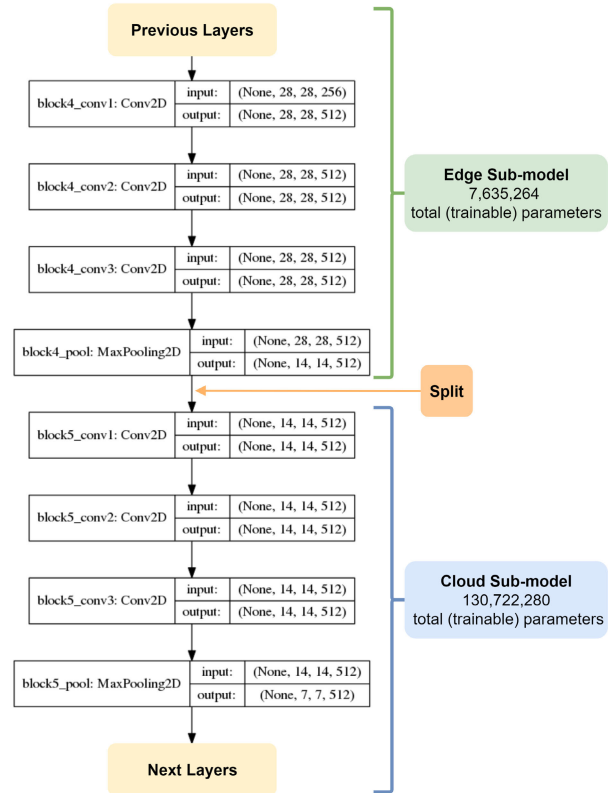 Previous Layers
block4_conv1: Conv2D
input: (None, 28, 28, 256)
output: (None, 28, 28, 512)
block4_conv2: Conv2D
input: (None, 28, 28, 512)
output: (None, 28, 28, 512)
Edge Sub-model
7,635,264
total (trainable) parameters
block4_conv3: Conv2D
input: (None, 28, 28, 512)
output: (None, 28, 28, 512)
block4_pool: MaxPooling2D
input: (None, 28, 28, 512)
output: (None, 14, 14, 512)
Split
block5_conv1: Conv2D
input: (None, 14, 14, 512)
output: (None, 14, 14, 512)
block5_conv2: Conv2D
input: (None, 14, 14, 512)
output: (None, 14, 14, 512)
Cloud Sub-model
130,722,280
total (trainable) parameters
block5_conv3: Conv2D
input: (None, 14, 14, 512)
output: (None, 14, 14, 512)
block5_pool: MaxPooling2D
input: (None, 14, 14, 512)
output: (None, 7, 7, 512)
Next Layers